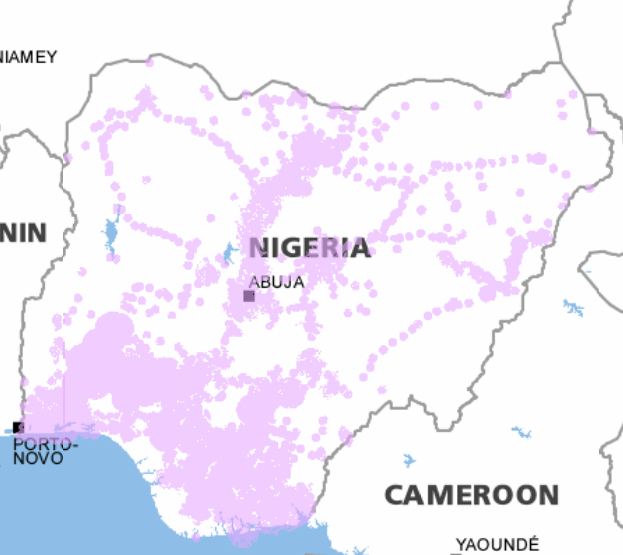 NIAMEY
NIN
NIGERIA
ABUJA
PORTO-
NOVO
CAMEROON
YAOUNDÉ